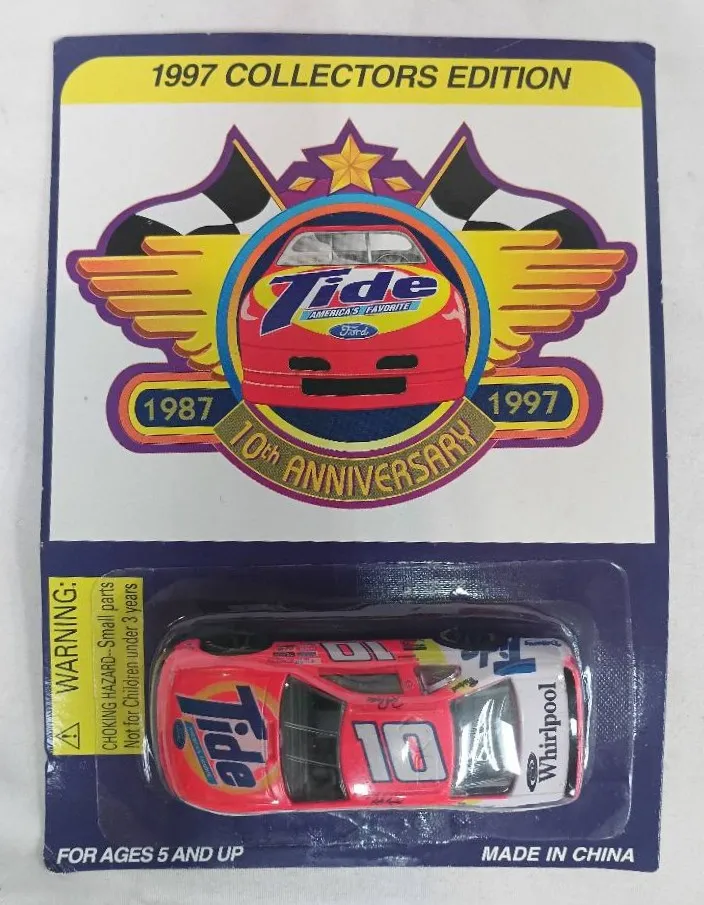 1997 COLLECTORS EDITION
Tide
AMERICA'S FAVORITE
Ford
1987
1997
10th ANNIVERSARY
WARNING:
CHOKING HAZARD-Small parts
Not for Children under 3 years
10
Tide
10
Whirlpool
FOR AGES 5 AND UP
MADE IN CHINA